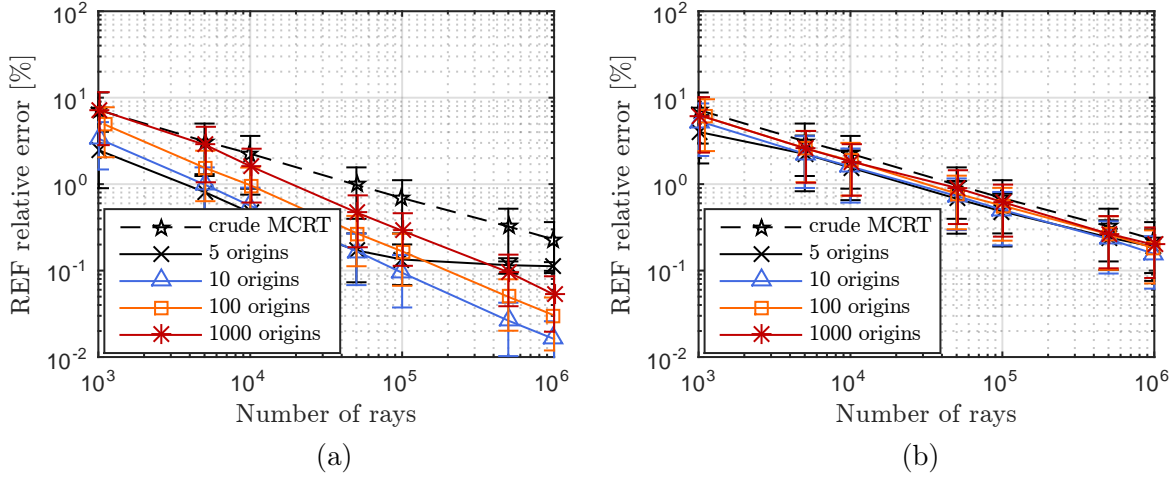 REF relative error [%]
10^2
10^1
10^0
10^-1
10^-2
crude MCRT
5 origins
10 origins
100 origins
1000 origins
10^3
10^4
10^5
10^6
Number of rays
(a)
REF relative error [%]
10^2
10^1
10^0
10^-1
10^-2
crude MCRT
5 origins
10 origins
100 origins
1000 origins
10^3
10^4
10^5
10^6
Number of rays
(b)